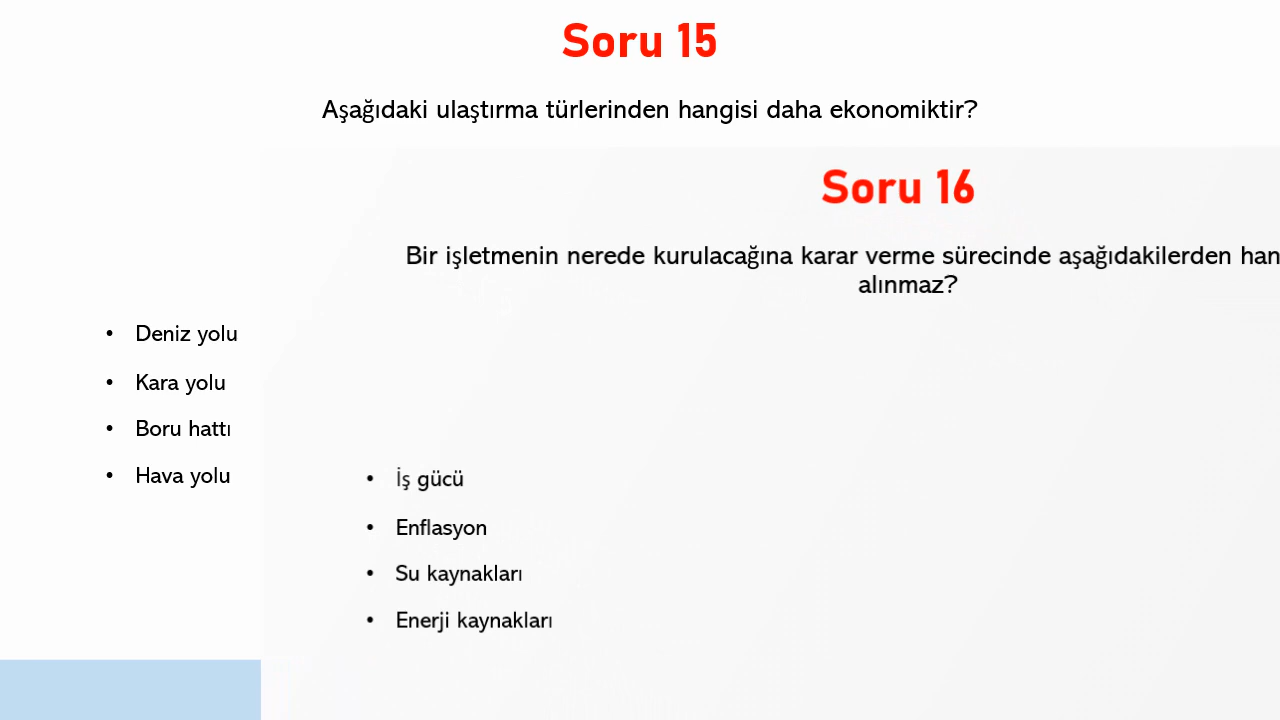 Soru 15
Aşağıdaki ulaştırma türlerinden hangisi daha ekonomiktir?
Soru 16
Bir işletmenin nerede kurulacağına karar verme sürecinde aşağıdakilerden han
alınmaz?
• Deniz yolu
• Kara yolu
• Boru hattı
• Hava yolu
• İş gücü
• Enflasyon
• Su kaynakları
• Enerji kaynakları